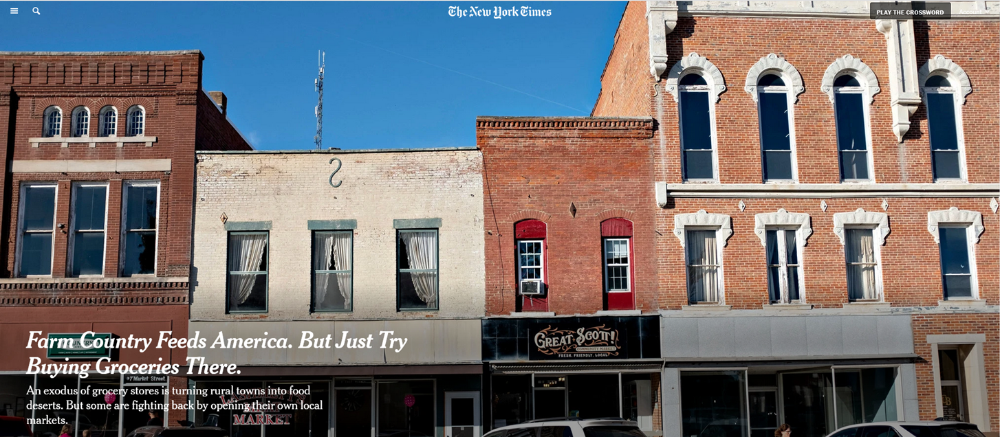 The New York Times
PLAY THE CROSSWORD
Account
Farm Country Feeds America. But Just Try
Buying Groceries There.
An exodus of grocery stores is turning rural towns into food
deserts. But some are fighting back by opening their own local
markets.
GREAT SCOTT!
COMMUNITY MARKET
FRESH. FRIENDLY. LOCAL.
#7 Market Street.
MARKET